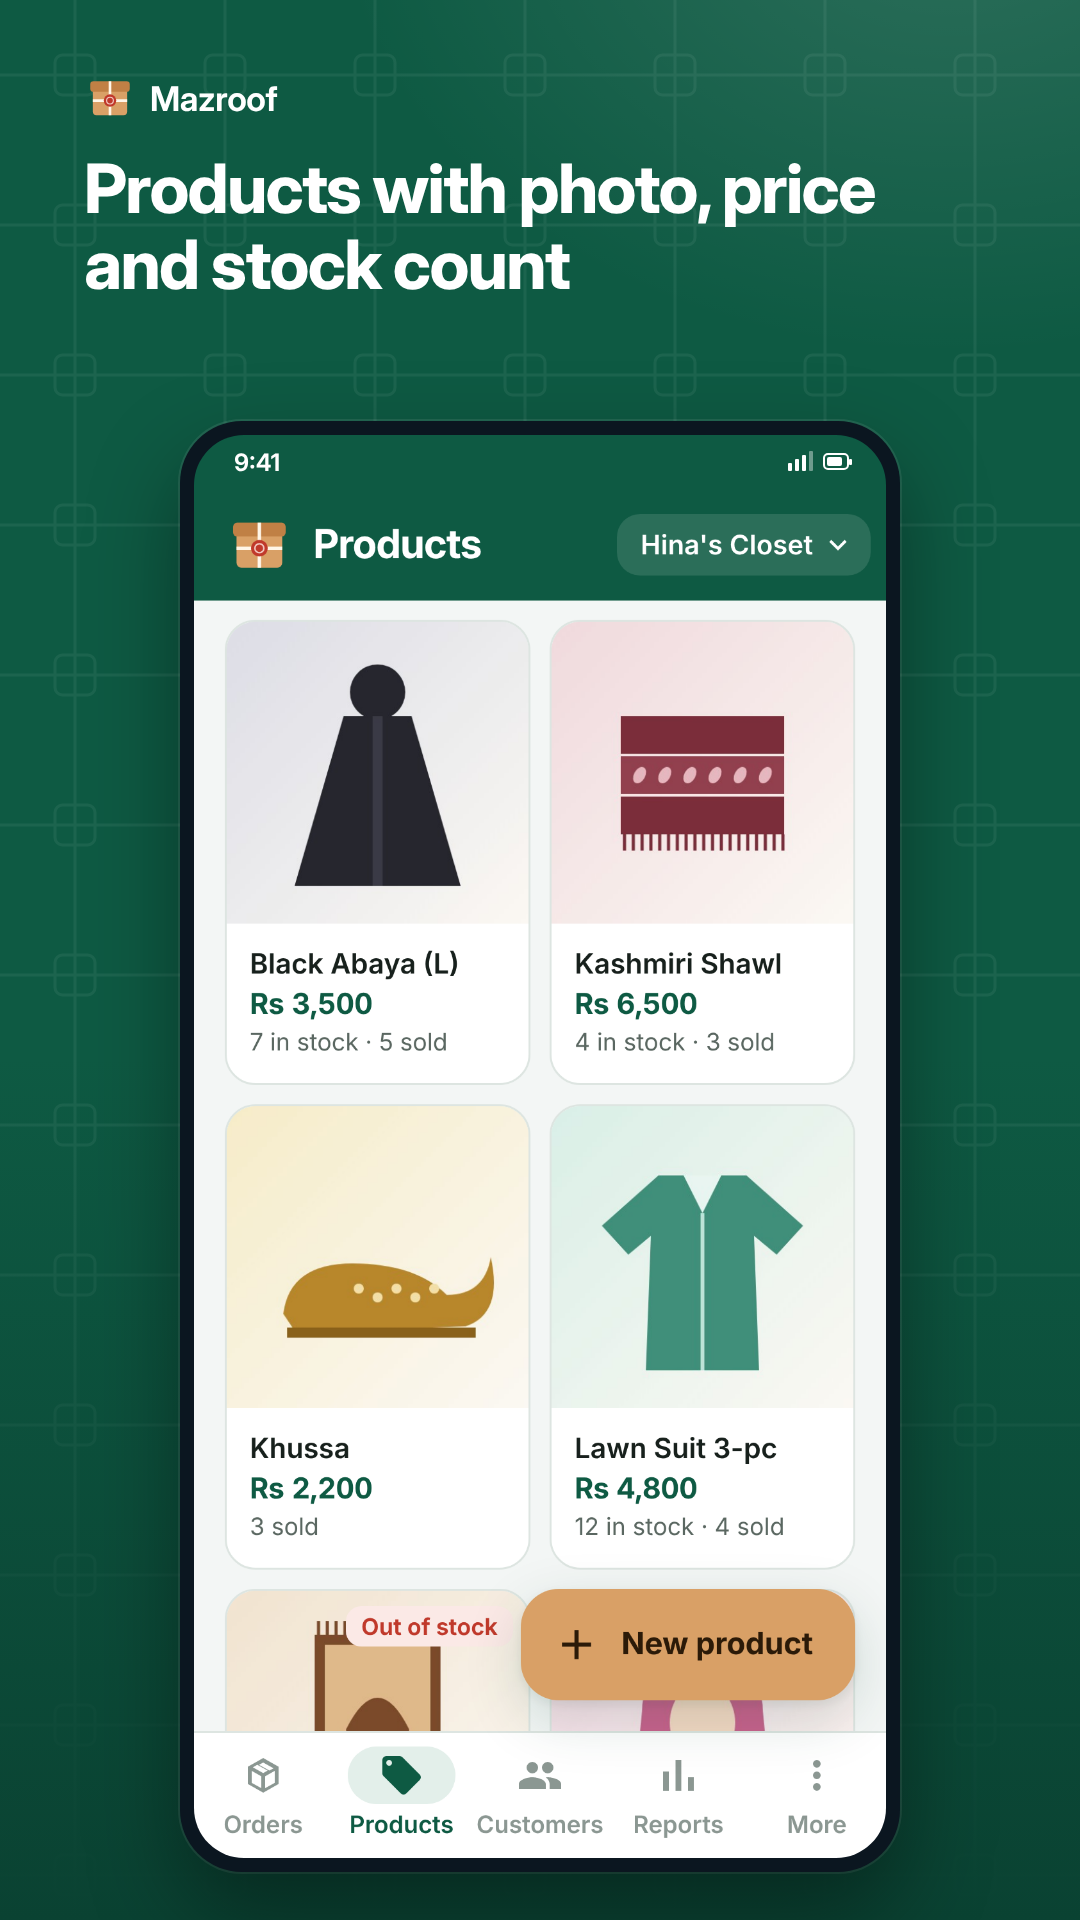 Mazroof
Products with photo, price
and stock count
9:41
Products
Hina's Closet
Black Abaya (L)
Rs 3,500
7 in stock · 5 sold
Kashmiri Shawl
Rs 6,500
4 in stock · 3 sold
Khussa
Rs 2,200
3 sold
Lawn Suit 3-pc
Rs 4,800
12 in stock · 4 sold
Out of stock
+ New product
Orders
Products
Customers
Reports
More